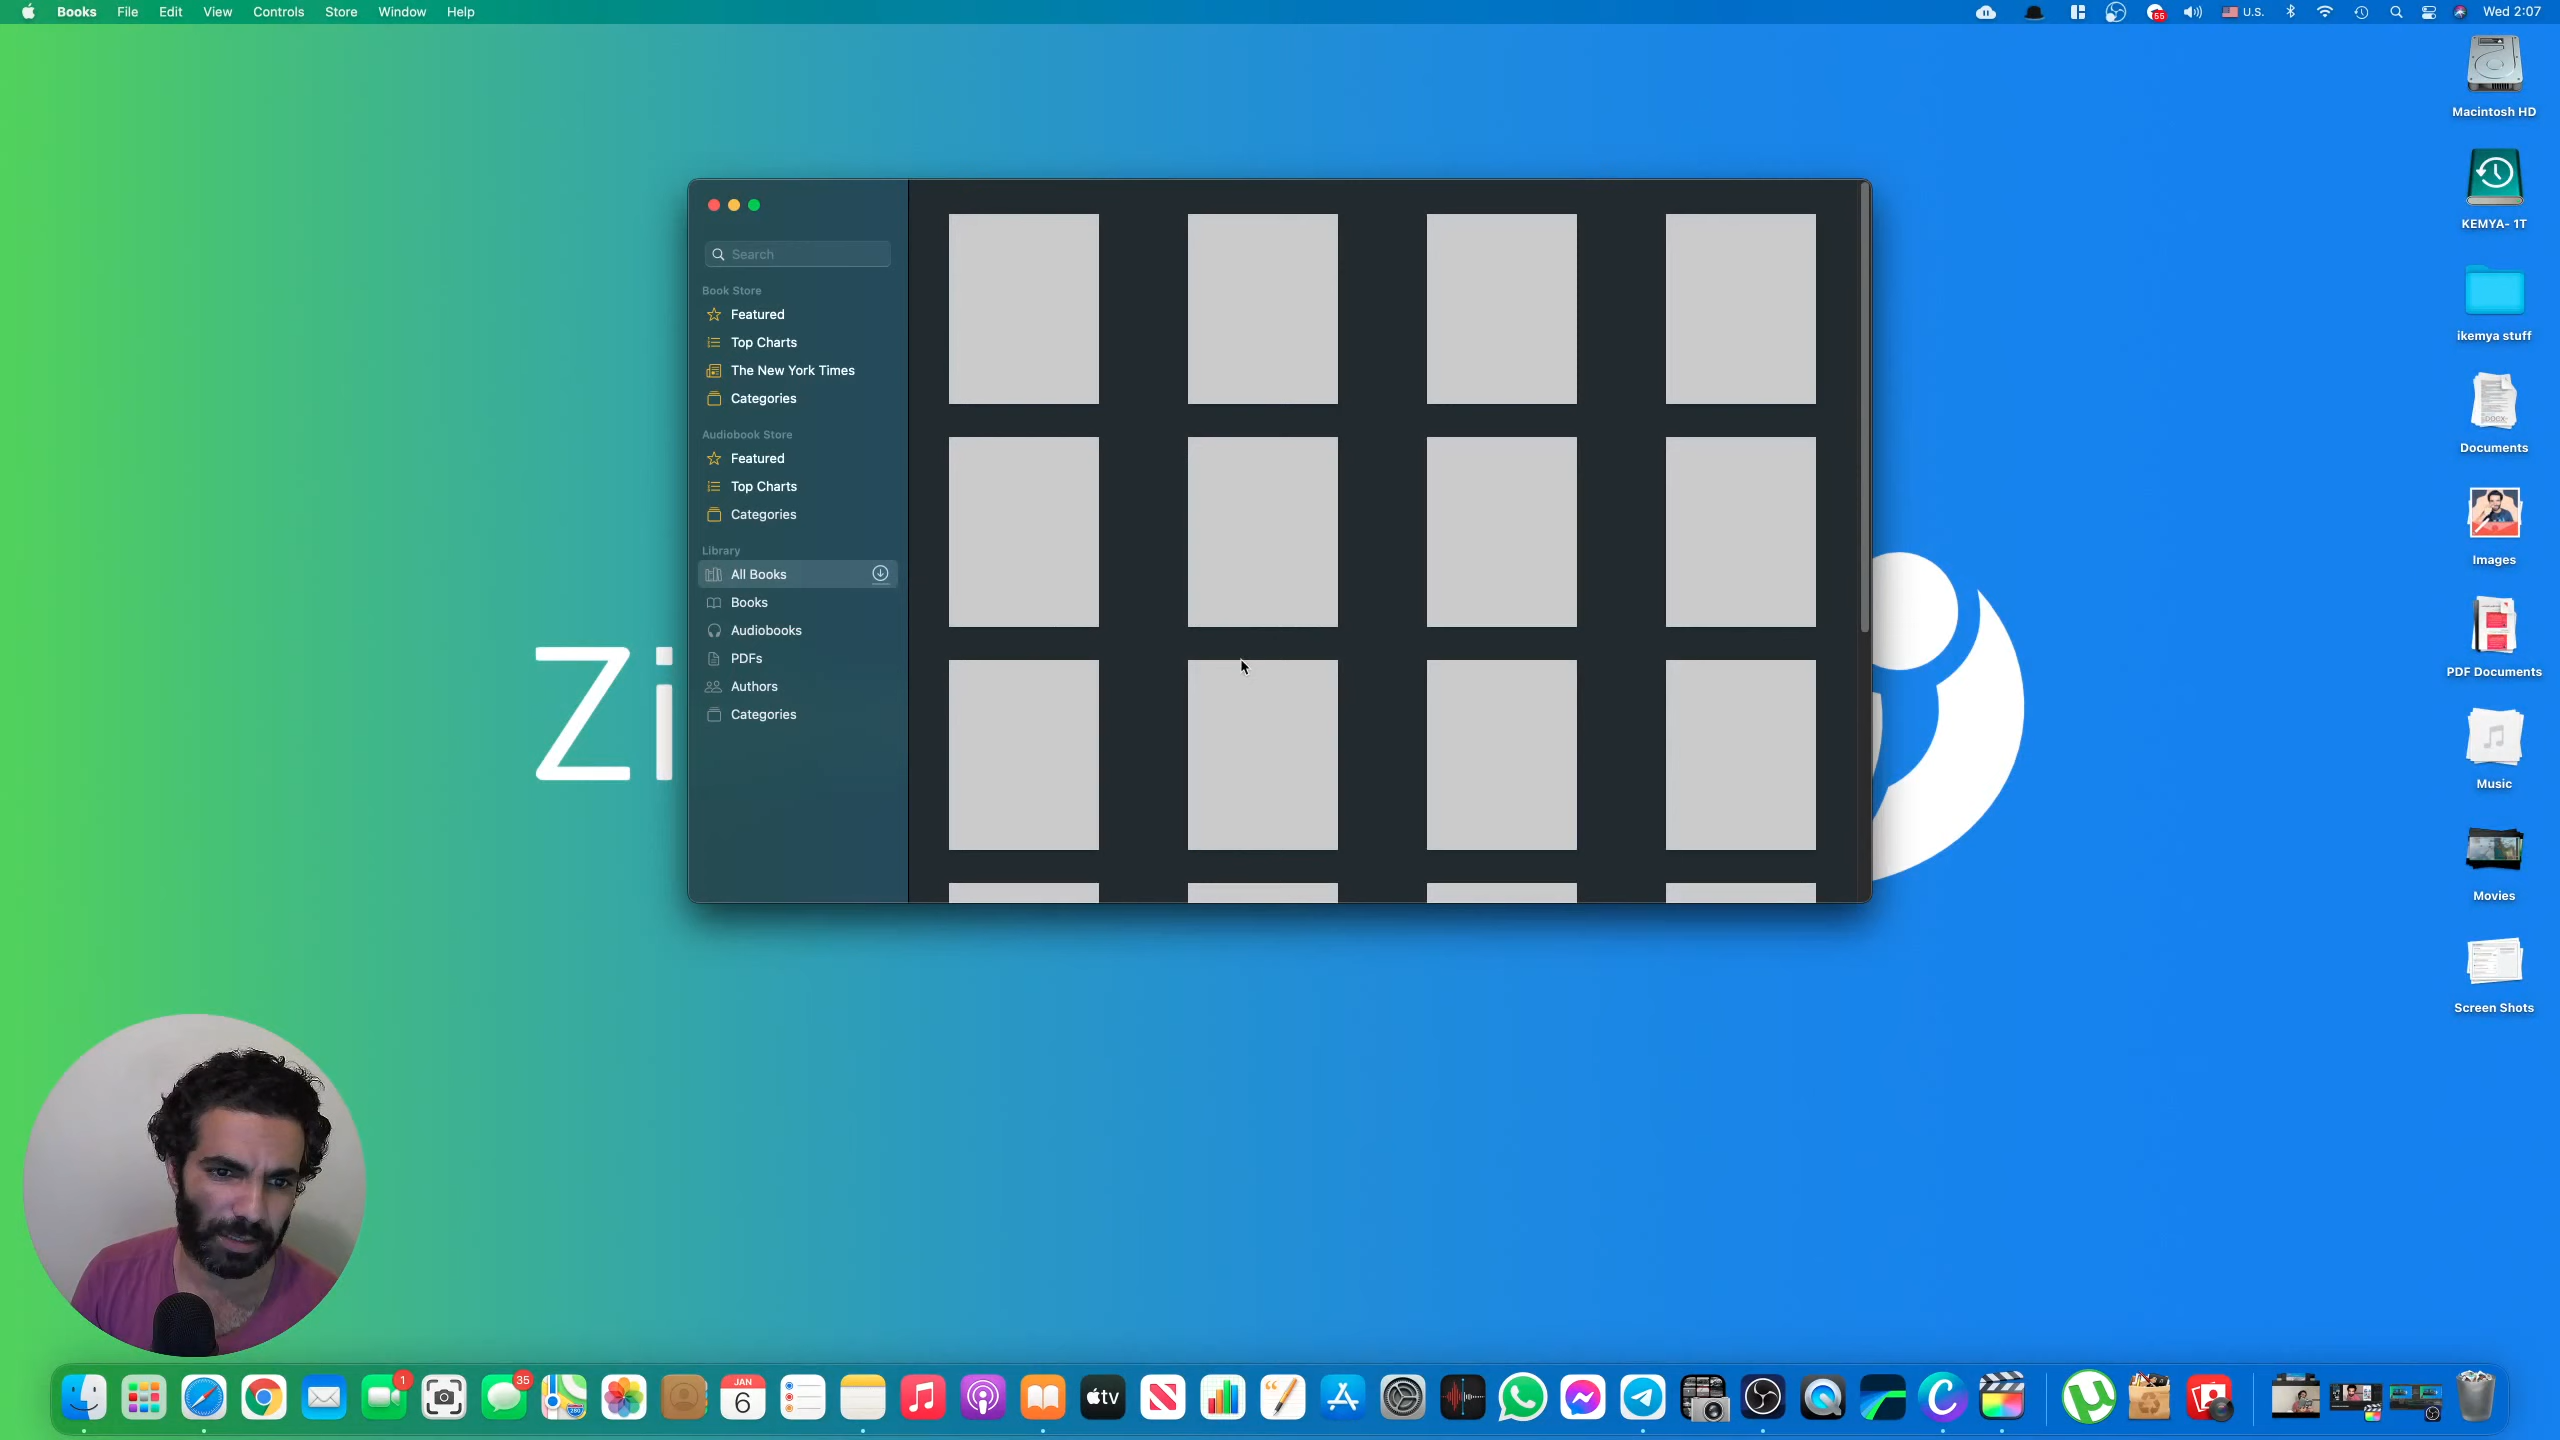 Books File Edit View Controls Store Window Help
55 U.S. Wed 2:07
Macintosh HD
KEMYA- 1T
ikemya stuff
Documents
Images
PDF Documents
Music
Movies
Screen Shots
Search
Book Store
Featured
Top Charts
The New York Times
Categories
Audiobook Store
Featured
Top Charts
Categories
Library
All Books
Books
Audiobooks
PDFs
Authors
Categories
Zi
1
35
JAN
6
tv